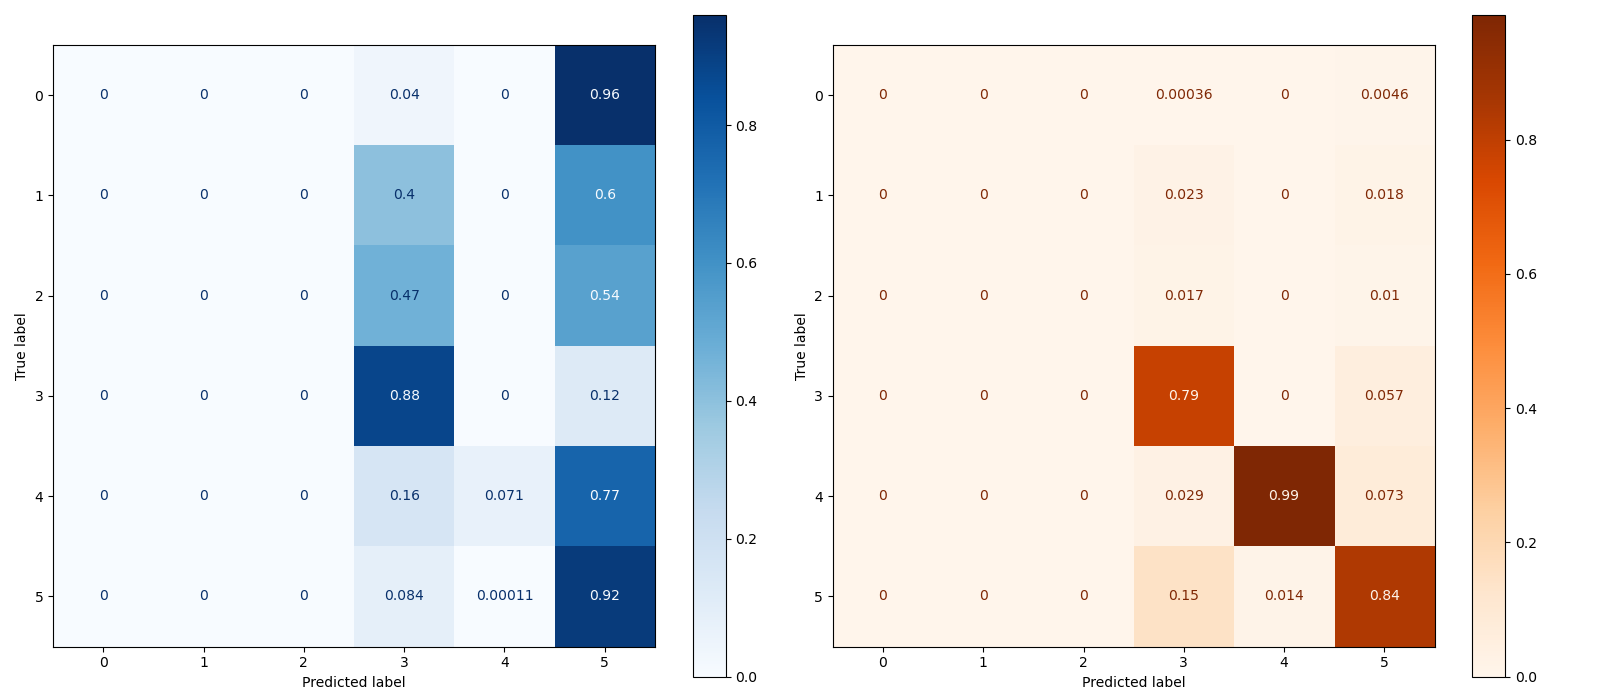 0 0 0 0 0.04 0 0.96
1 0 0 0 0.4 0 0.6
2 0 0 0 0.47 0 0.54
3 0 0 0 0.88 0 0.12
4 0 0 0 0.16 0.071 0.77
5 0 0 0 0.084 0.00011 0.92
0 1 2 3 4 5
True label
Predicted label
0.8
0.6
0.4
0.2
0.0
0 0 0 0 0.00036 0 0.0046
1 0 0 0 0.023 0 0.018
2 0 0 0 0.017 0 0.01
3 0 0 0 0.79 0 0.057
4 0 0 0 0.029 0.99 0.073
5 0 0 0 0.15 0.014 0.84
0 1 2 3 4 5
True label
Predicted label
0.8
0.6
0.4
0.2
0.0